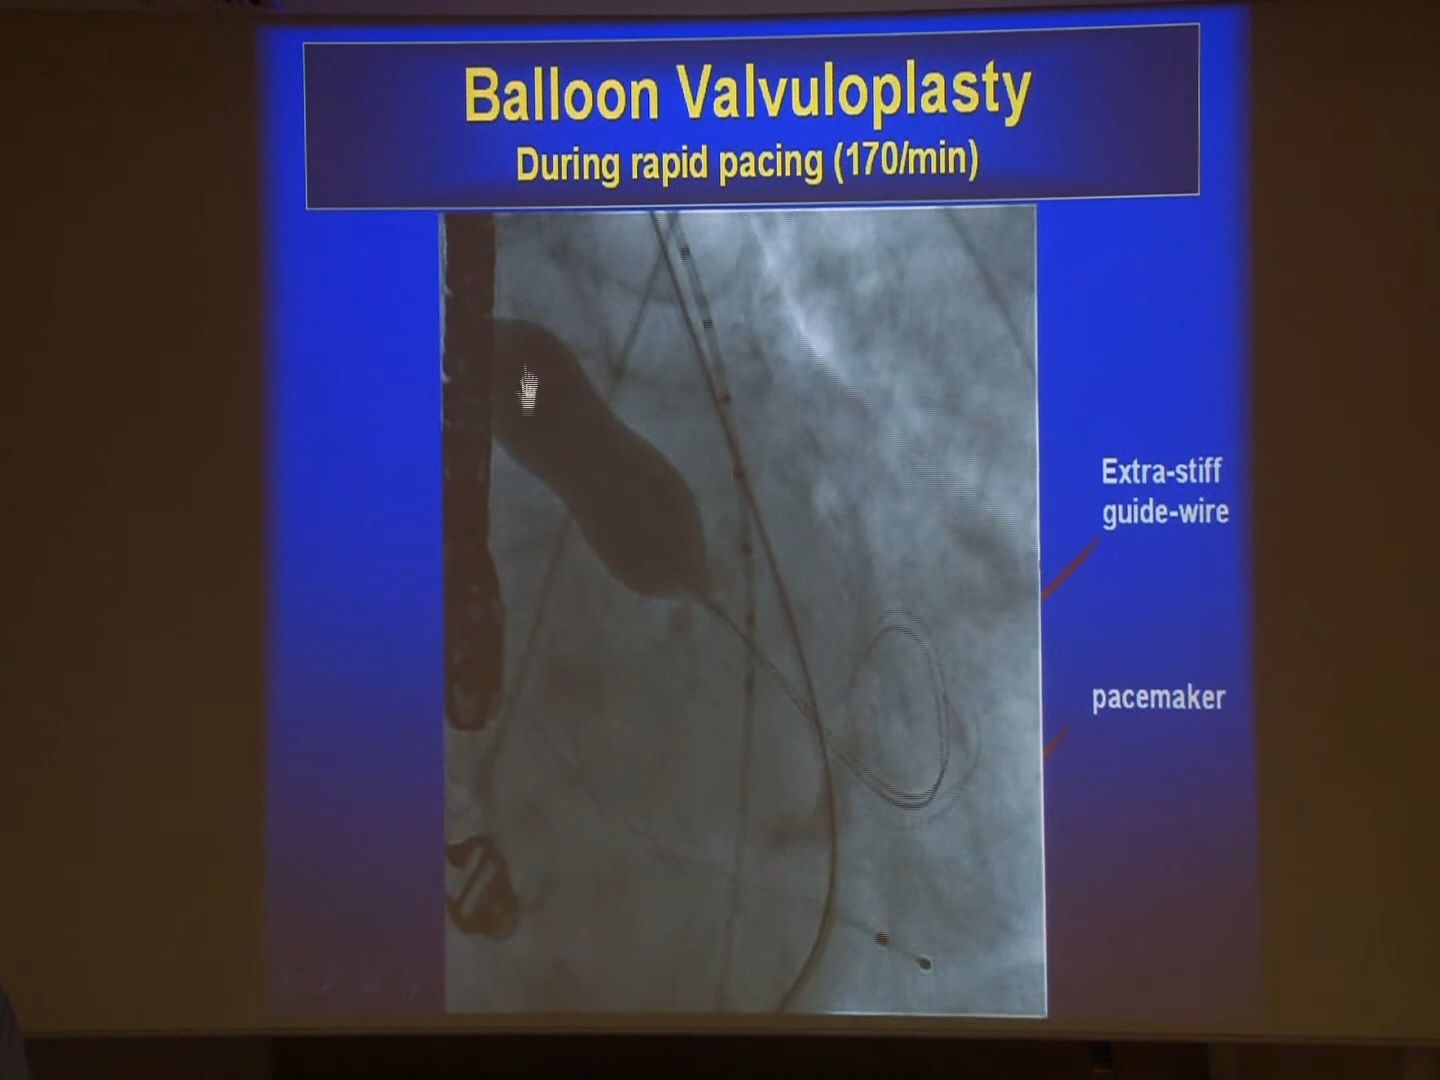 Balloon Valvuloplasty
During rapid pacing (170/min)
Extra-stiff
guide-wire
pacemaker